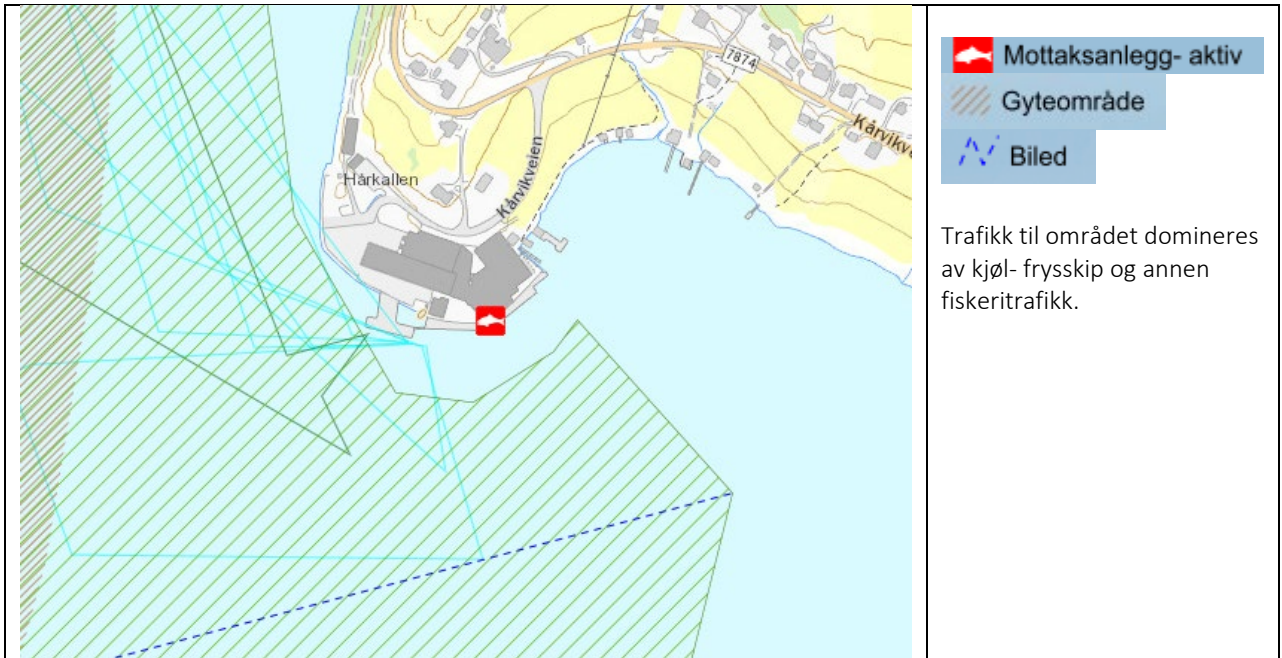 7874
Kårvikv
Hårkallen
Kårvikveien
Mottaksanlegg- aktiv
Gyteområde
Biled
Trafikk til området domineres
av kjøl- frysskip og annen
fiskeritrafikk.